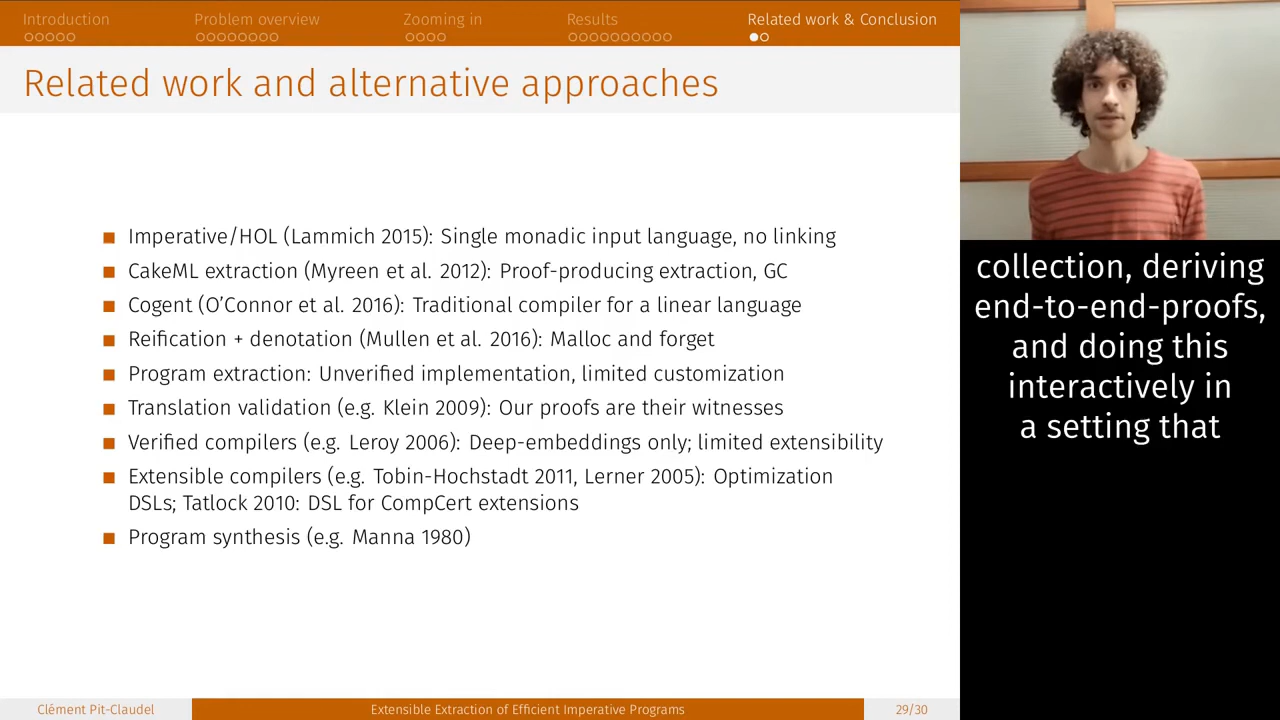 Introduction
Problem overview
Zooming in
Results
Related work & Conclusion
Related work and alternative approaches
Imperative/HOL (Lammich 2015): Single monadic input language, no linking
CakeML extraction (Myreen et al. 2012): Proof-producing extraction, GC
Cogent (O’Connor et al. 2016): Traditional compiler for a linear language
Reification + denotation (Mullen et al. 2016): Malloc and forget
Program extraction: Unverified implementation, limited customization
Translation validation (e.g. Klein 2009): Our proofs are their witnesses
Verified compilers (e.g. Leroy 2006): Deep-embeddings only; limited extensibility
Extensible compilers (e.g. Tobin-Hochstadt 2011, Lerner 2005): Optimization
DSLs; Tatlock 2010: DSL for CompCert extensions
Program synthesis (e.g. Manna 1980)
collection, deriving
end-to-end-proofs,
and doing this
interactively in
a setting that
Clément Pit-Claudel
Extensible Extraction of Efficient Imperative Programs
29/30